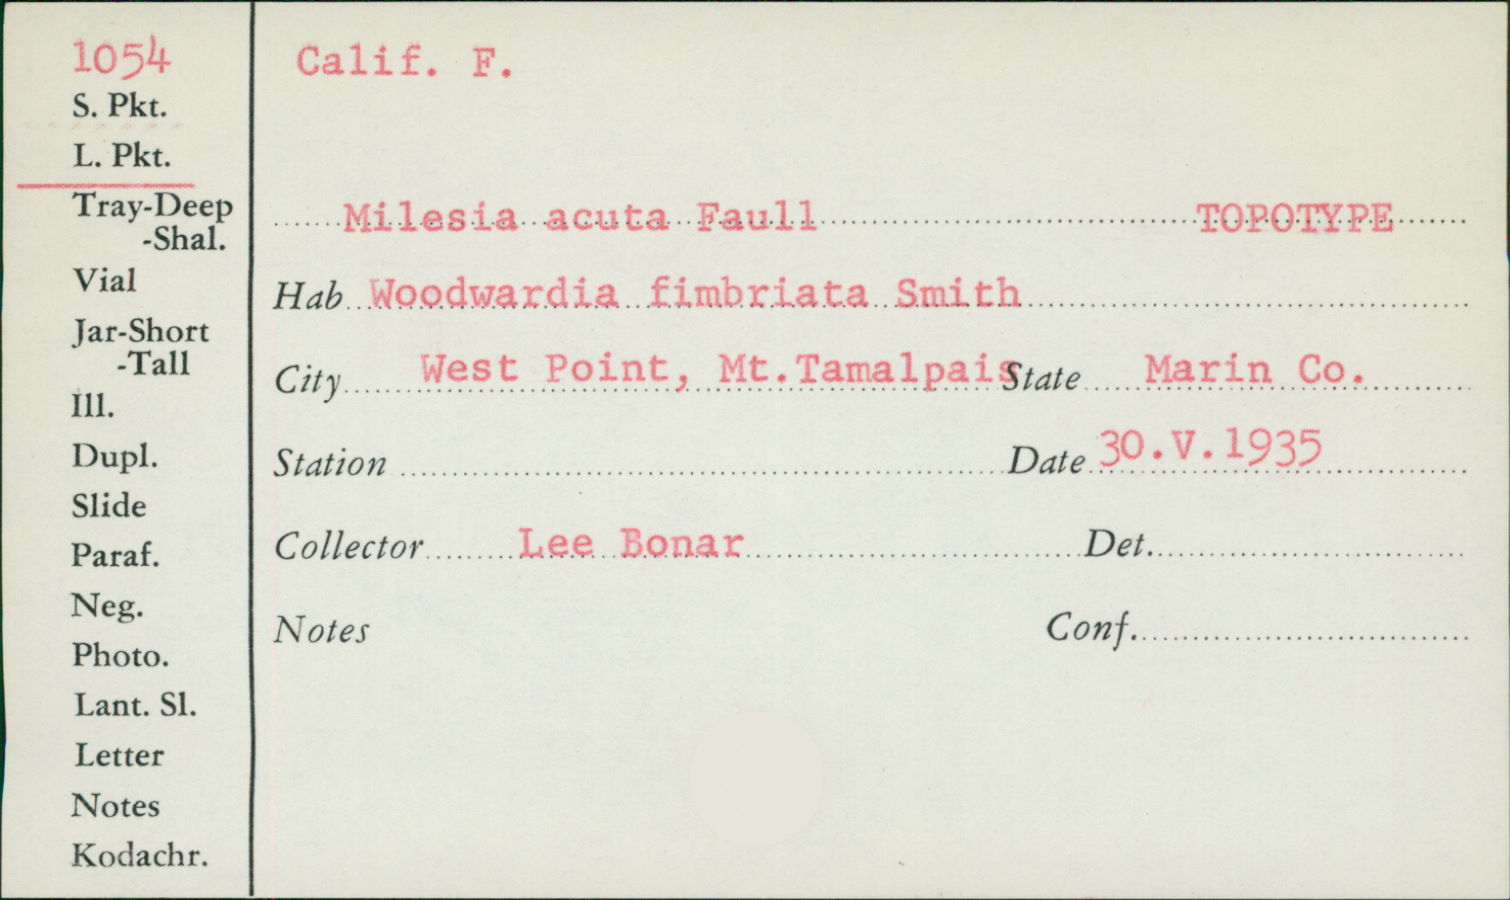 1054
S. Pkt.
L. Pkt.
Tray-Deep
-Shal.
Vial
Jar-Short
-Tall
Ill.
Dupl.
Slide
Paraf.
Neg.
Photo.
Lant. Sl.
Letter
Notes
Kodachr.
Calif. F.
Milesia acuta Faull TOPOTYPE
Hab Woodwardia fimbriata Smith
City West Point, Mt.Tamalpais State Marin Co.
Station Date 30.V.1935
Collector Lee Bonar Det.
Notes Conf.